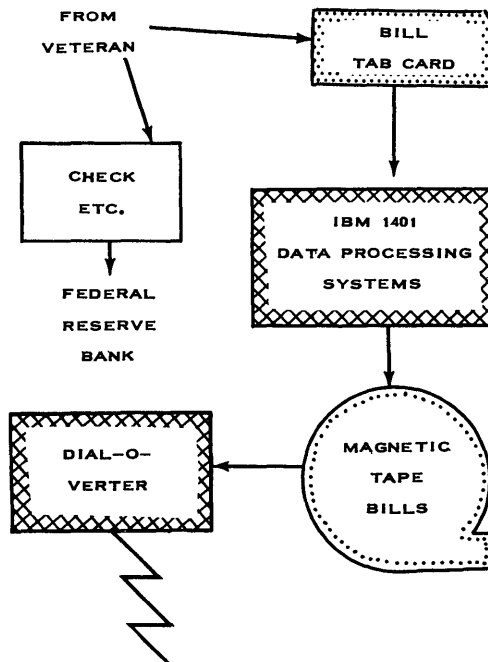 FROM
VETERAN
BILL
TAB CARD
CHECK
ETC.
IBM 1401
DATA PROCESSING
SYSTEMS
FEDERAL
RESERVE
BANK
DIAL-O-
VERTER
MAGNETIC
TAPE
BILLS